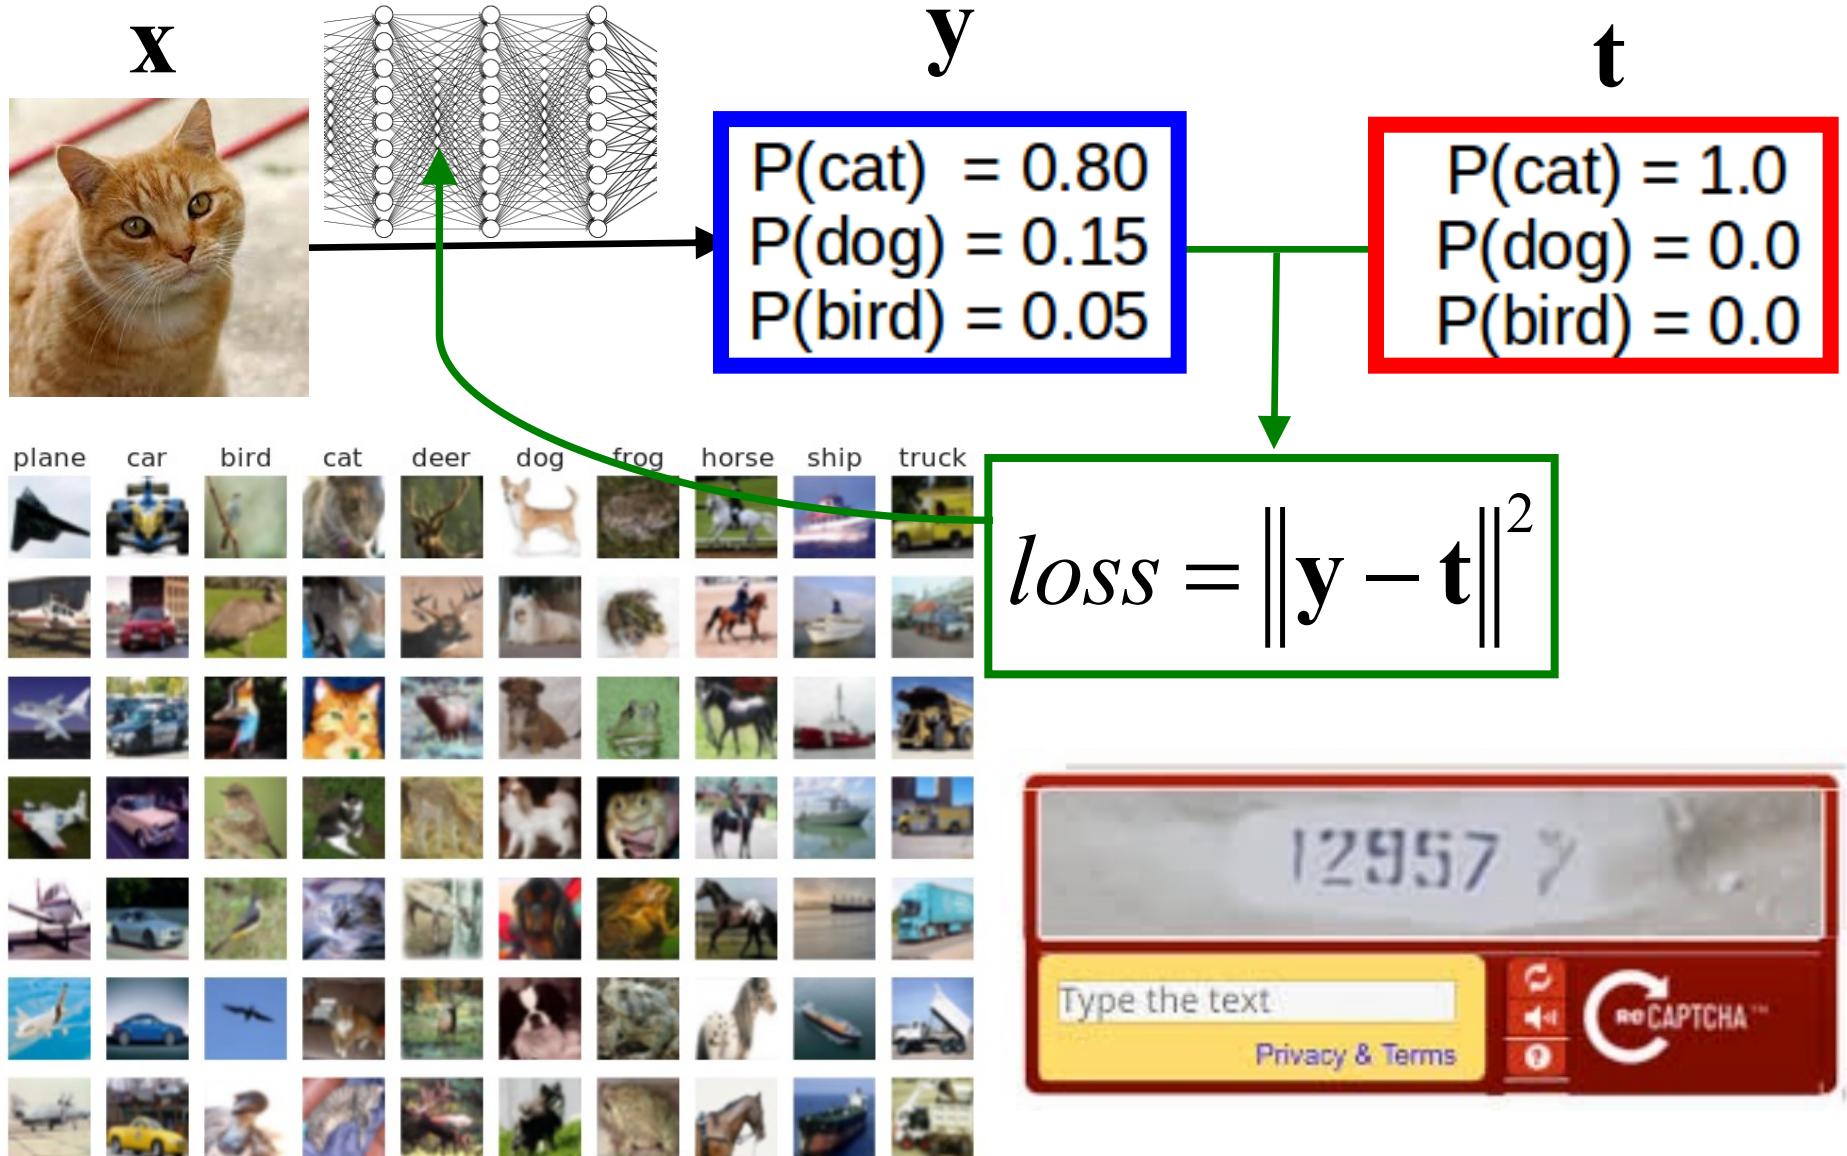 x
y
t
P(cat) = 0.80
P(dog) = 0.15
P(bird) = 0.05
P(cat) = 1.0
P(dog) = 0.0
P(bird) = 0.0
plane car bird cat deer dog frog horse ship truck
loss = ‖y − t‖²
12957
Type the text
Privacy & Terms
reCAPTCHA™